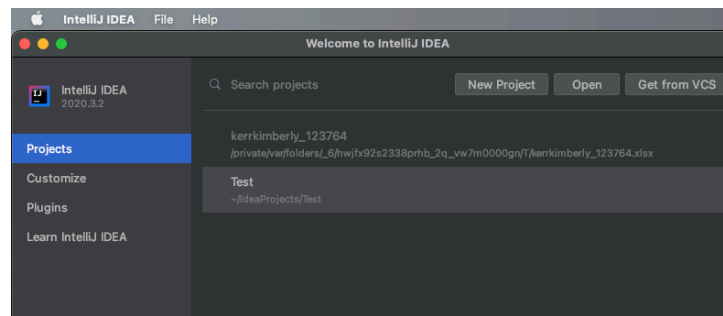 IntelliJ IDEA File Help
Welcome to IntelliJ IDEA
IntelliJ IDEA
2020.3.2
Search projects New Project Open Get from VCS
Projects
Customize
Plugins
Learn IntelliJ IDEA
kerrkimberly_123764
/private/var/folders/_6/hwjfx92s2338prhb_2q_vw7m0000gn/T/kerrkimberly_123764.xlsx
Test
~/IdeaProjects/Test